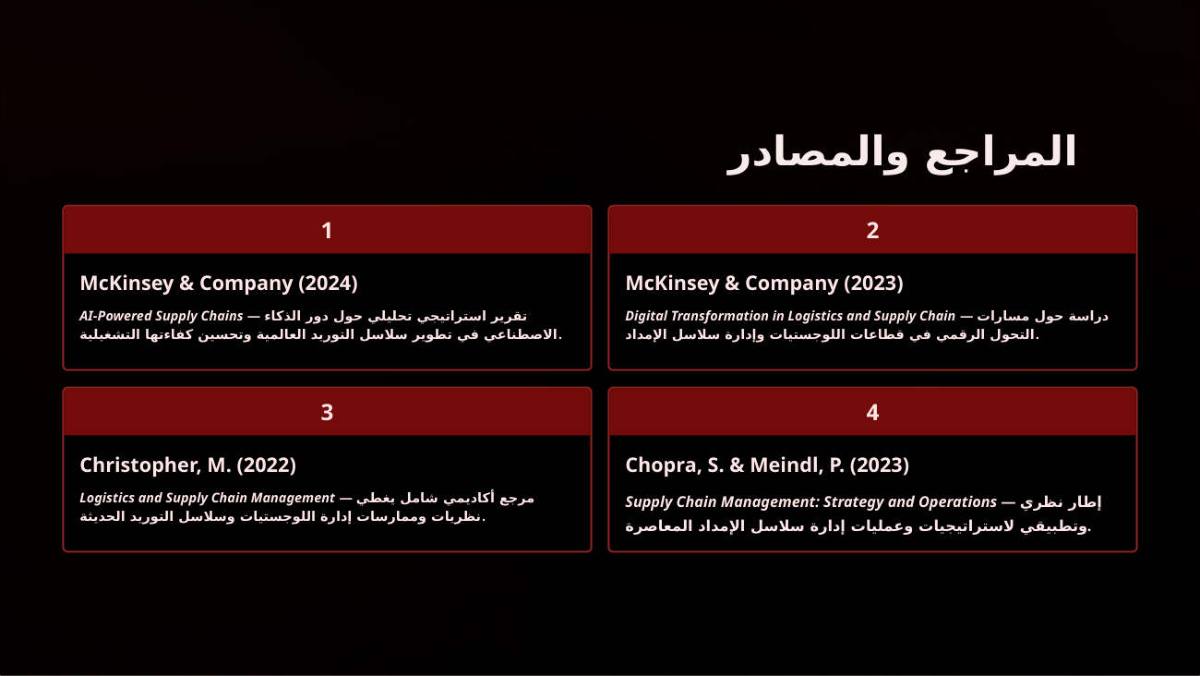 المراجع والمصادر
1
McKinsey & Company (2024)
AI-Powered Supply Chains — تقرير استراتيجي تحليلي حول دور الذكاء
الاصطناعي في تطوير سلاسل التوريد العالمية وتحسين كفاءتها التشغيلية.
2
McKinsey & Company (2023)
Digital Transformation in Logistics and Supply Chain — دراسة حول مسارات
التحول الرقمي في قطاعات اللوجستيات وإدارة سلاسل الإمداد.
3
Christopher, M. (2022)
Logistics and Supply Chain Management — مرجع أكاديمي شامل يغطي
نظريات وممارسات إدارة اللوجستيات وسلاسل التوريد الحديثة.
4
Chopra, S. & Meindl, P. (2023)
Supply Chain Management: Strategy and Operations — إطار نظري
وتطبيقي لاستراتيجيات وعمليات إدارة سلاسل الإمداد المعاصرة.